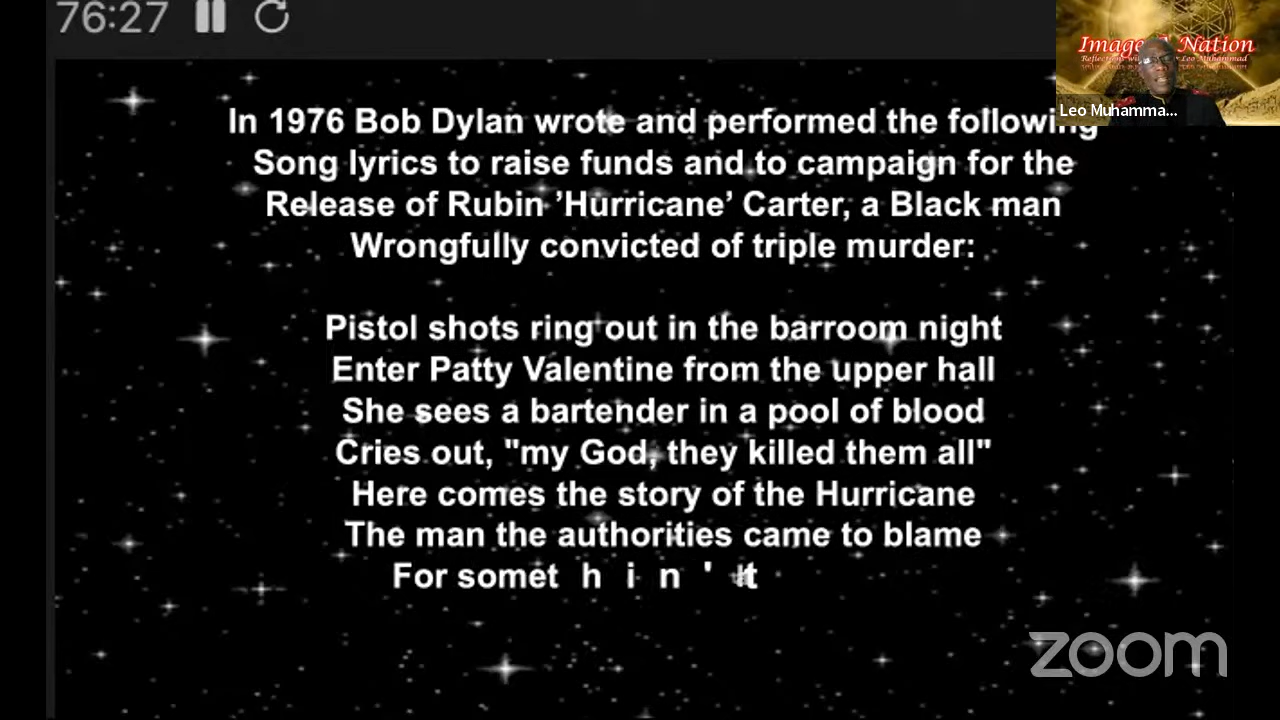 76:27
Image Nation
Leo Muhamma...
In 1976 Bob Dylan wrote and performed the following
Song lyrics to raise funds and to campaign for the
Release of Rubin 'Hurricane' Carter, a Black man
Wrongfully convicted of triple murder:
Pistol shots ring out in the barroom night
Enter Patty Valentine from the upper hall
She sees a bartender in a pool of blood
Cries out, "my God, they killed them all"
Here comes the story of the Hurricane
The man the authorities came to blame
For somet h i n '
zoom